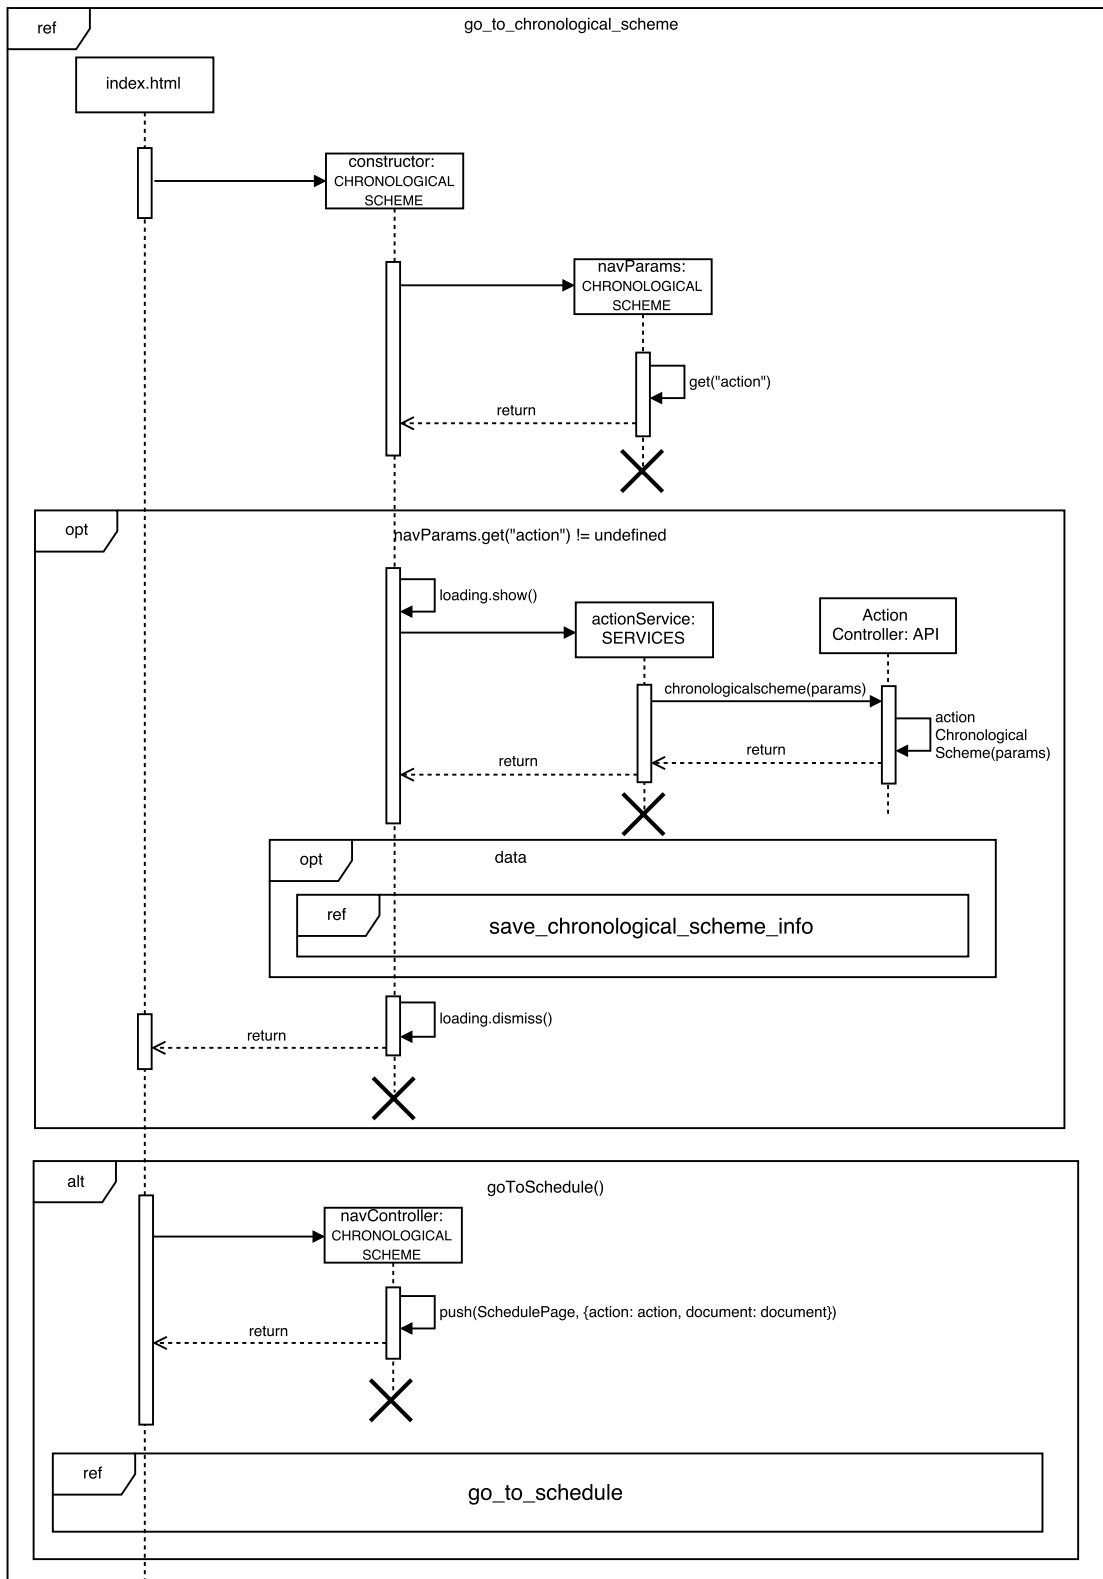 ref
go_to_chronological_scheme
index.html
constructor:
CHRONOLOGICAL
SCHEME
navParams:
CHRONOLOGICAL
SCHEME
get("action")
return
opt
navParams.get("action") != undefined
loading.show()
actionService:
SERVICES
Action
Controller: API
chronologicalscheme(params)
action
Chronological
Scheme(params)
return
return
opt
data
ref
save_chronological_scheme_info
loading.dismiss()
return
alt
goToSchedule()
navController:
CHRONOLOGICAL
SCHEME
push(SchedulePage, {action: action, document: document})
return
ref
go_to_schedule